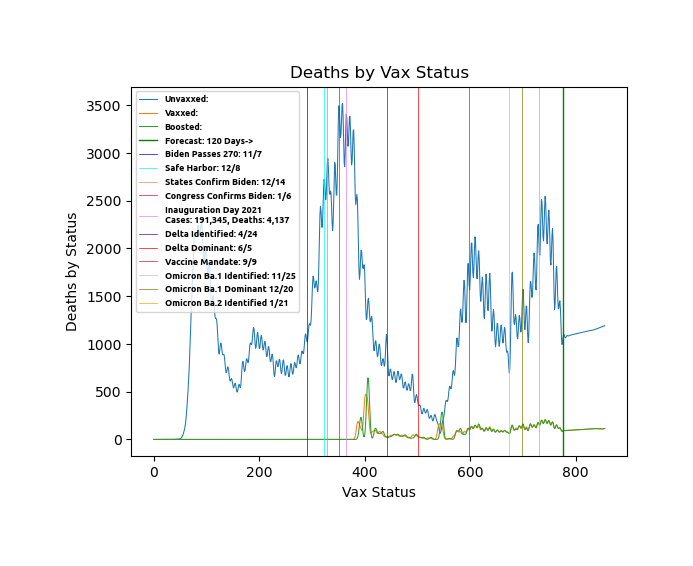 Deaths by Vax Status
Deaths by Status
3500
3000
2500
2000
1500
1000
500
0
Unvaxxed:
Vaxxed:
Boosted:
Forecast: 120 Days->
Biden Passes 270: 11/7
Safe Harbor: 12/8
States Confirm Biden: 12/14
Congress Confirms Biden: 1/6
Inauguration Day 2021
Cases: 191,345, Deaths: 4,137
Delta Identified: 4/24
Delta Dominant: 6/5
Vaccine Mandate: 9/9
Omicron Ba.1 Identified: 11/25
Omicron Ba.1 Dominant 12/20
Omicron Ba.2 Identified 1/21
0 200 400 600 800
Vax Status